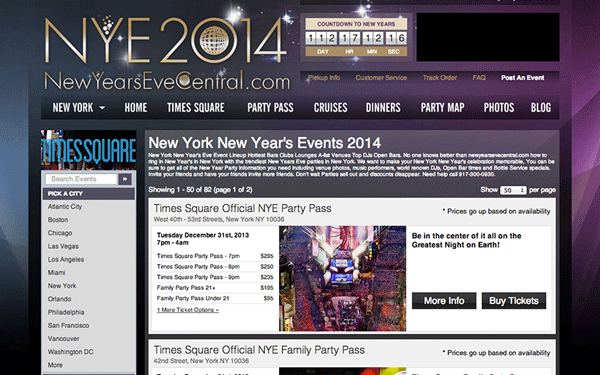 NYE 2014
NewYearsEveCentral.com
COUNTDOWN TO NEW YEARS
112 17 12 16
DAY HR MIN SEC
Pickup Info Customer Service Track Order FAQ Post An Event
NEW YORK HOME TIMES SQUARE PARTY PASS CRUISES DINNERS PARTY MAP PHOTOS BLOG
TIMES SQUARE
Search Events »
PICK A CITY
Atlantic City
Boston
Chicago
Las Vegas
Los Angeles
Miami
New York
Orlando
Philadelphia
San Francisco
Vancouver
Washington DC
More
New York New Year's Events 2014
New York New Year's Eve Event Lineup Hottest Bars Clubs Lounges A-list Venues Top DJs Open Bars. No one knows better than newyearsevecentral.com how to
ring in New Year's in New York with the trendiest New Years Eve parties in New York. We want to make your New York New Year's celebration memorable, You can be
sure to get all of the New Year Party Information you need including venue photos, music performers, world renown DJs, Open Bar times and Bottle Service specials.
Invite your friends and have your friends invite more friends. Don't wait Parties sell out and discounts disappear. Need help call 917-300-0930.
Showing 1 - 50 of 82 (page 1 of 2) Show 50 per page
Times Square Official NYE Party Pass * Prices go up based on availability
West 40th - 53rd Streets, New York NY 10036
Tuesday December 31st, 2013
7pm - 4am
Times Square Party Pass - 7pm $295
Times Square Party Pass - 8pm $250
Times Square Party Pass - 9pm $235
Family Party Pass 21+ $195
Family Party Pass Under 21 $95
1 More Ticket Options »
Be in the center of it all on the
Greatest Night on Earth!
More Info Buy Tickets
Times Square Official NYE Family Party Pass * Prices go up based on availability
42nd Street, New York NY 10036